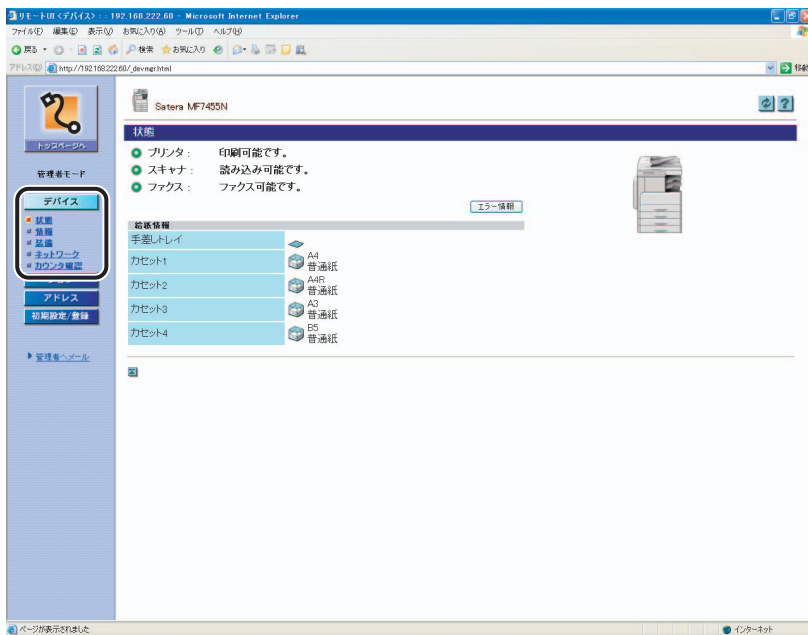 リモートUI <デバイス> : : 192.168.222.60 - Microsoft Internet Explorer
ファイル(F) 編集(E) 表示(V) お気に入り(A) ツール(T) ヘルプ(H)
戻る 検索 お気に入り
アドレス(D) http://192.168.222.60/_devmgr.html 移動
Satera MF7455N
トップページへ
管理者モード
デバイス
状態
情報
装備
ネットワーク
カウンタ確認
アドレス
初期設定/登録
管理者へメール
状態
プリンタ : 印刷可能です。
スキャナ : 読み込み可能です。
ファクス : ファクス可能です。
エラー情報
給紙情報
手差しトレイ
カセット1 A4 普通紙
カセット2 A4R 普通紙
カセット3 A3 普通紙
カセット4 B5 普通紙
ページが表示されました インターネット